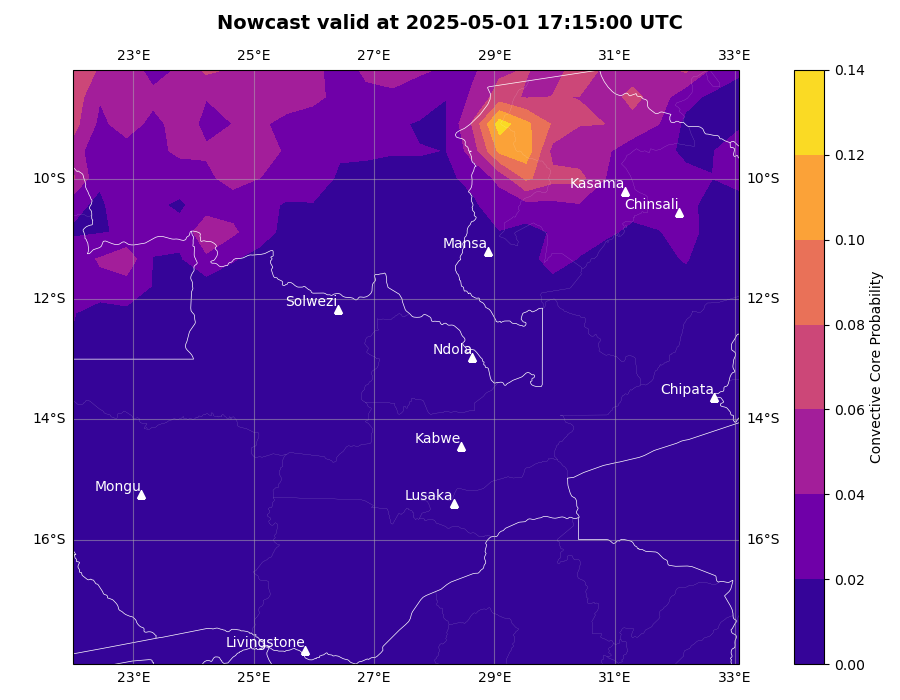 Nowcast valid at 2025-05-01 17:15:00 UTC
23°E 25°E 27°E 29°E 31°E 33°E
0.14
0.12
10°S Kasama 10°S
Chinsali
0.10
Mansa
Solwezi
12°S 12°S
0.08
Ndola
Chipata
0.06
14°S 14°S
Kabwe
Convective Core Probability
Mongu
Lusaka
0.04
16°S 16°S
0.02
Livingstone
0.00
23°E 25°E 27°E 29°E 31°E 33°E